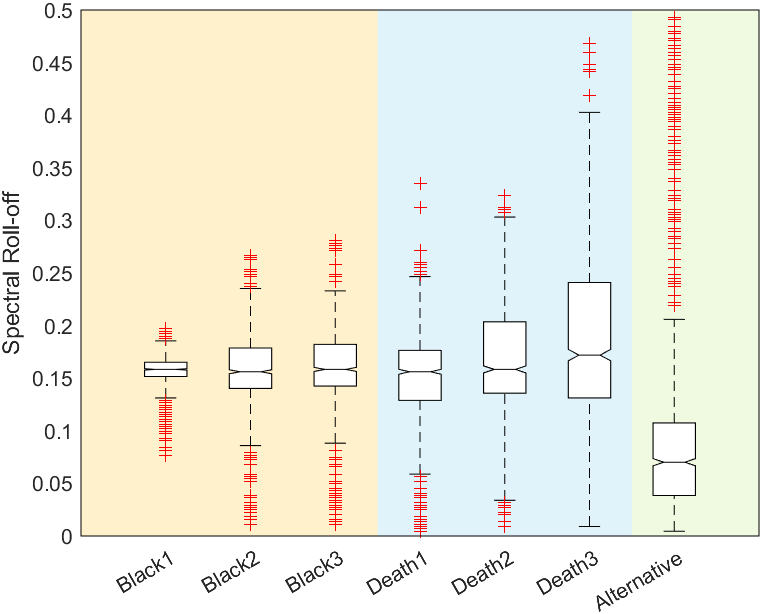 0.5
0.45
0.4
0.35
0.3
0.25
0.2
0.15
0.1
0.05
0
Spectral Roll-off
Black1
Black2
Black3
Death1
Death2
Death3
Alternative